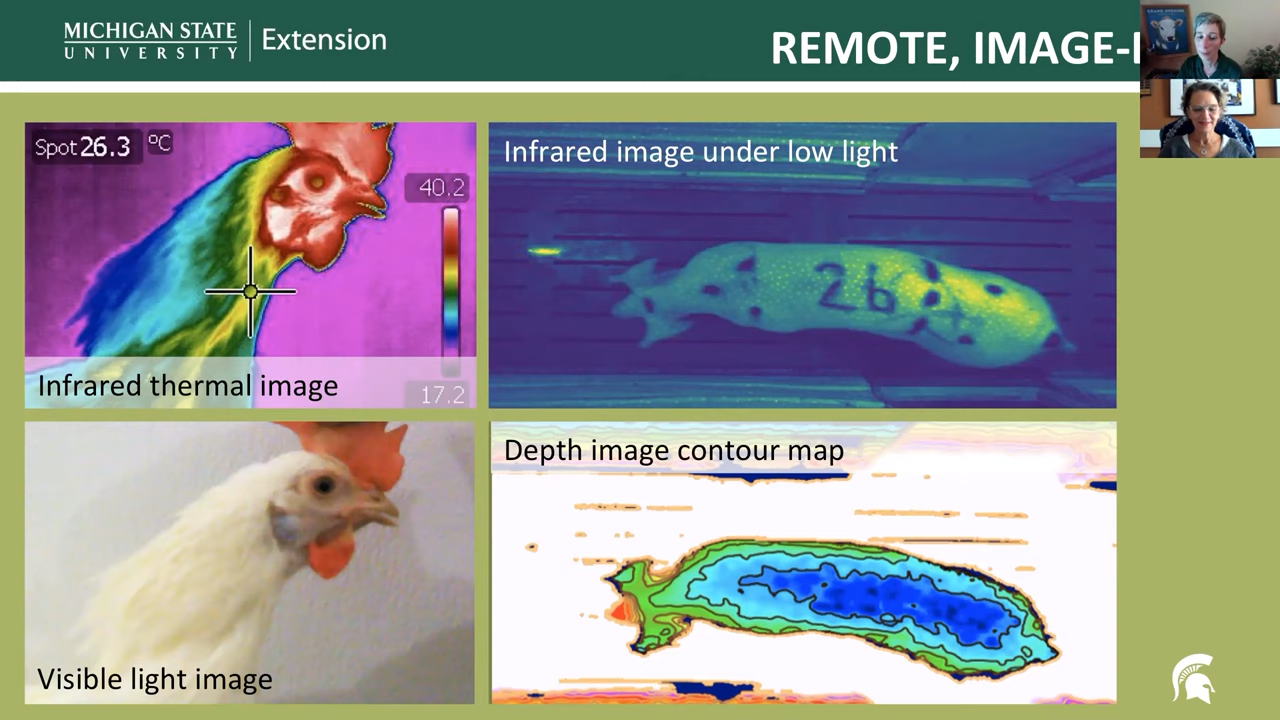 MICHIGAN STATE
UNIVERSITY
Extension
REMOTE, IMAGE-
Spot 26.3 °C
40.2
17.2
Infrared thermal image
Infrared image under low light
26
Visible light image
Depth image contour map